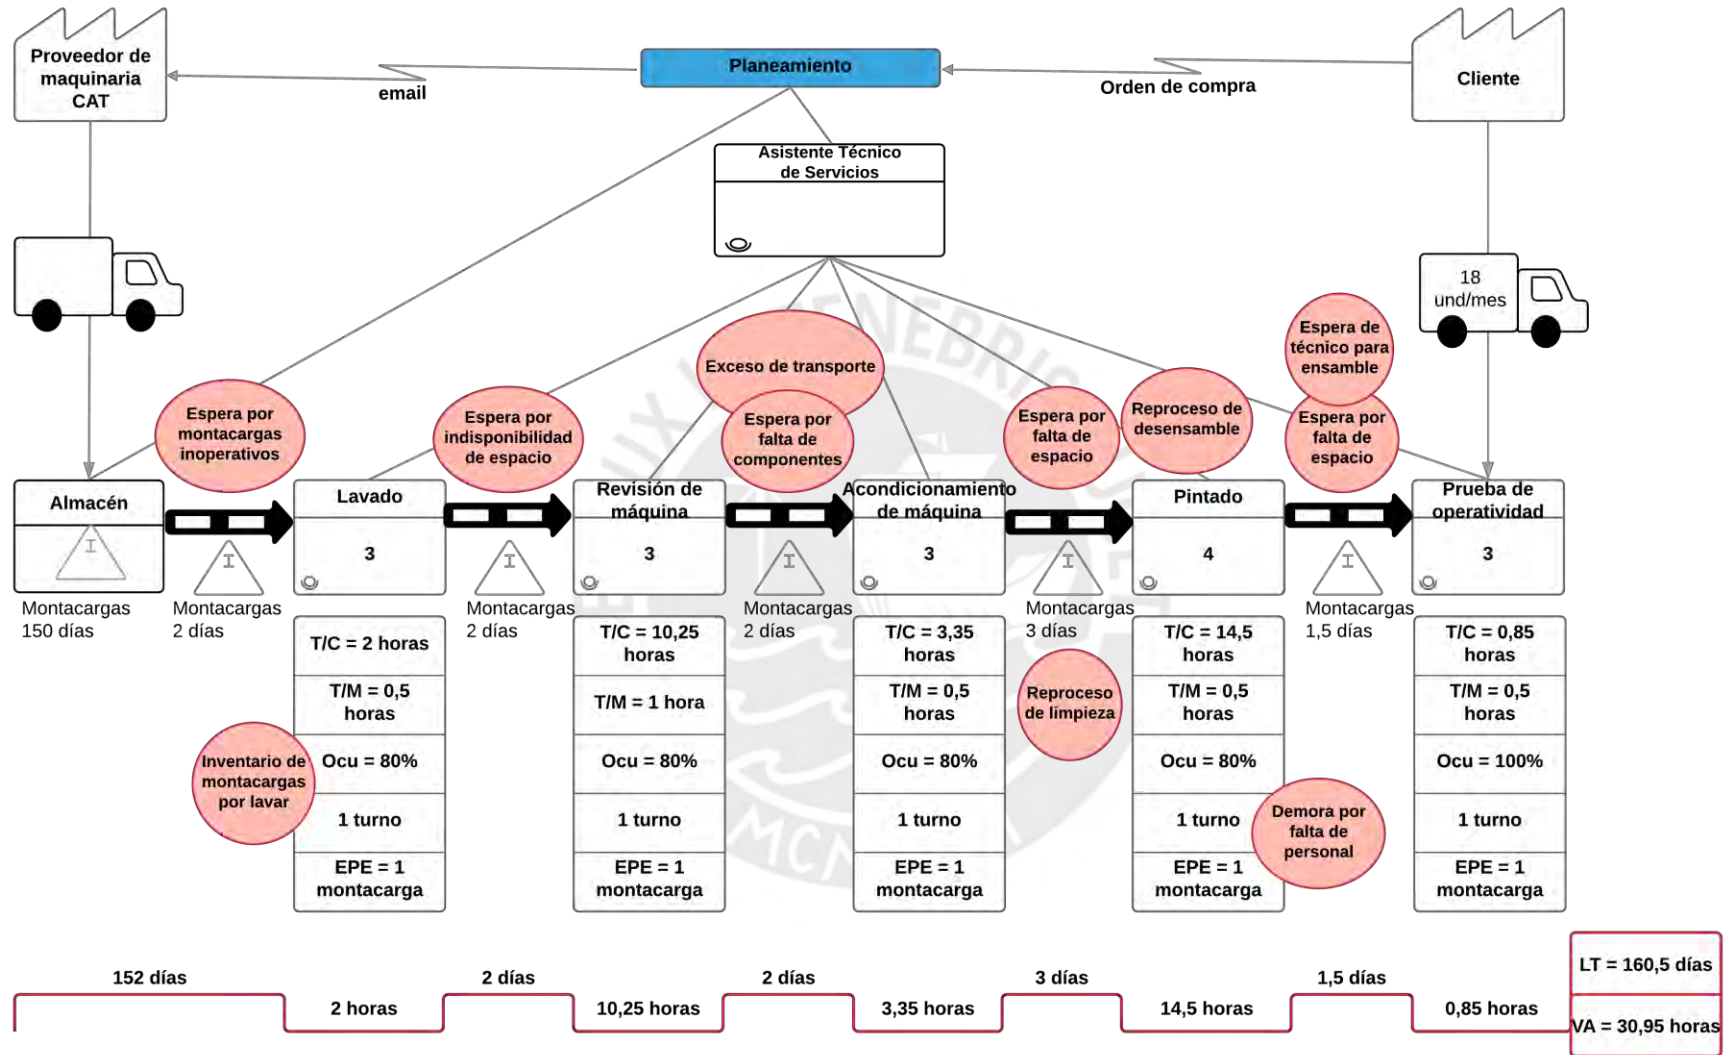 Proveedor de
maquinaria
CAT
email
Planeamiento
Orden de compra
Cliente
Asistente Técnico
de Servicios
18
und/mes
Espera por
montacargas
inoperativos
Espera por
indisponibilidad
de espacio
Exceso de transporte
Espera por
falta de
componentes
Espera por
falta de
espacio
Reproceso de
desensamble
Espera de
técnico para
ensamble
Espera por
falta de
espacio
Almacén
I
Montacargas
150 días
I
Montacargas
2 días
Lavado
3
I
Montacargas
2 días
Revisión de
máquina
3
I
Montacargas
2 días
Acondicionamiento
de máquina
3
I
Montacargas
3 días
Pintado
4
I
Montacargas
1,5 días
Prueba de
operatividad
3
T/C = 2 horas
T/M = 0,5
horas
Ocu = 80%
1 turno
EPE = 1
montacarga
T/C = 10,25
horas
T/M = 1 hora
Ocu = 80%
1 turno
EPE = 1
montacarga
T/C = 3,35
horas
T/M = 0,5
horas
Ocu = 80%
1 turno
EPE = 1
montacarga
T/C = 14,5
horas
T/M = 0,5
horas
Ocu = 80%
1 turno
EPE = 1
montacarga
T/C = 0,85
horas
T/M = 0,5
horas
Ocu = 100%
1 turno
EPE = 1
montacarga
Inventario de
montacargas
por lavar
Reproceso
de limpieza
Demora por
falta de
personal
152 días
2 horas
2 días
10,25 horas
2 días
3,35 horas
3 días
14,5 horas
1,5 días
0,85 horas
LT = 160,5 días
VA = 30,95 horas